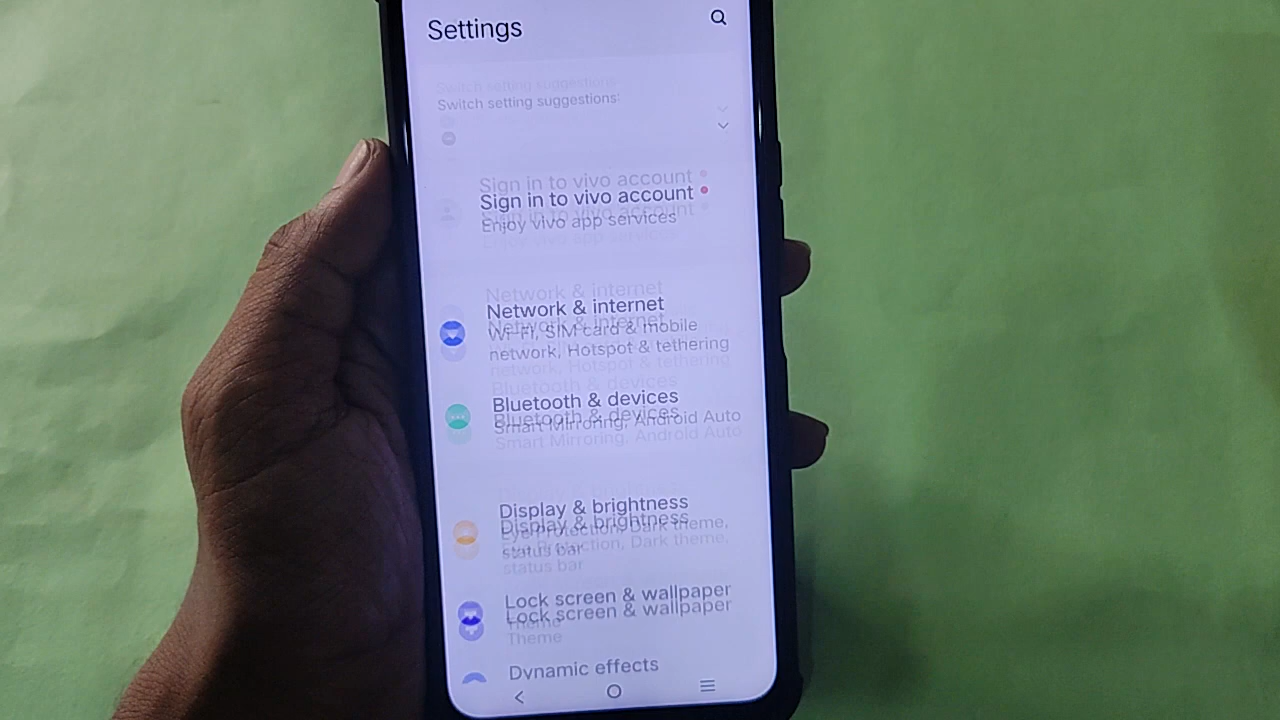 Settings
Switch setting suggestions:
Sign in to vivo account
Enjoy vivo app services
Network & internet
Wi-Fi, SIM card & mobile
network, Hotspot & tethering
Bluetooth & devices
Smart Mirroring, Android Auto
Display & brightness
Eye Protection, Dark theme,
status bar
Lock screen & wallpaper
Theme
Dynamic effects